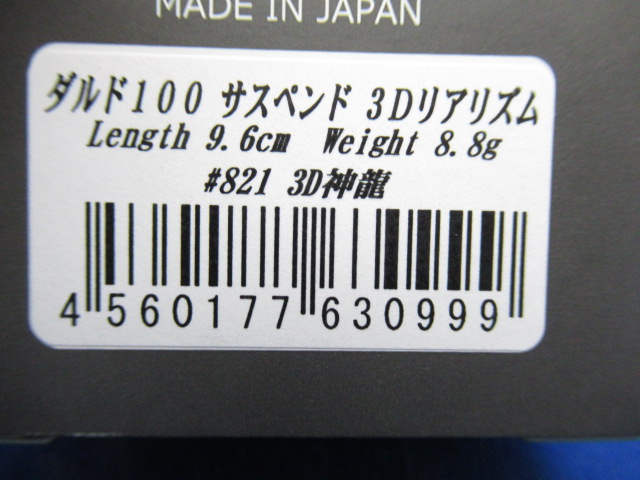 MADE IN JAPAN
ダルド100 サスペンド 3Dリアリズム
Length 9.6cm Weight 8.8g
#821 3D神龍
4 560177 630999